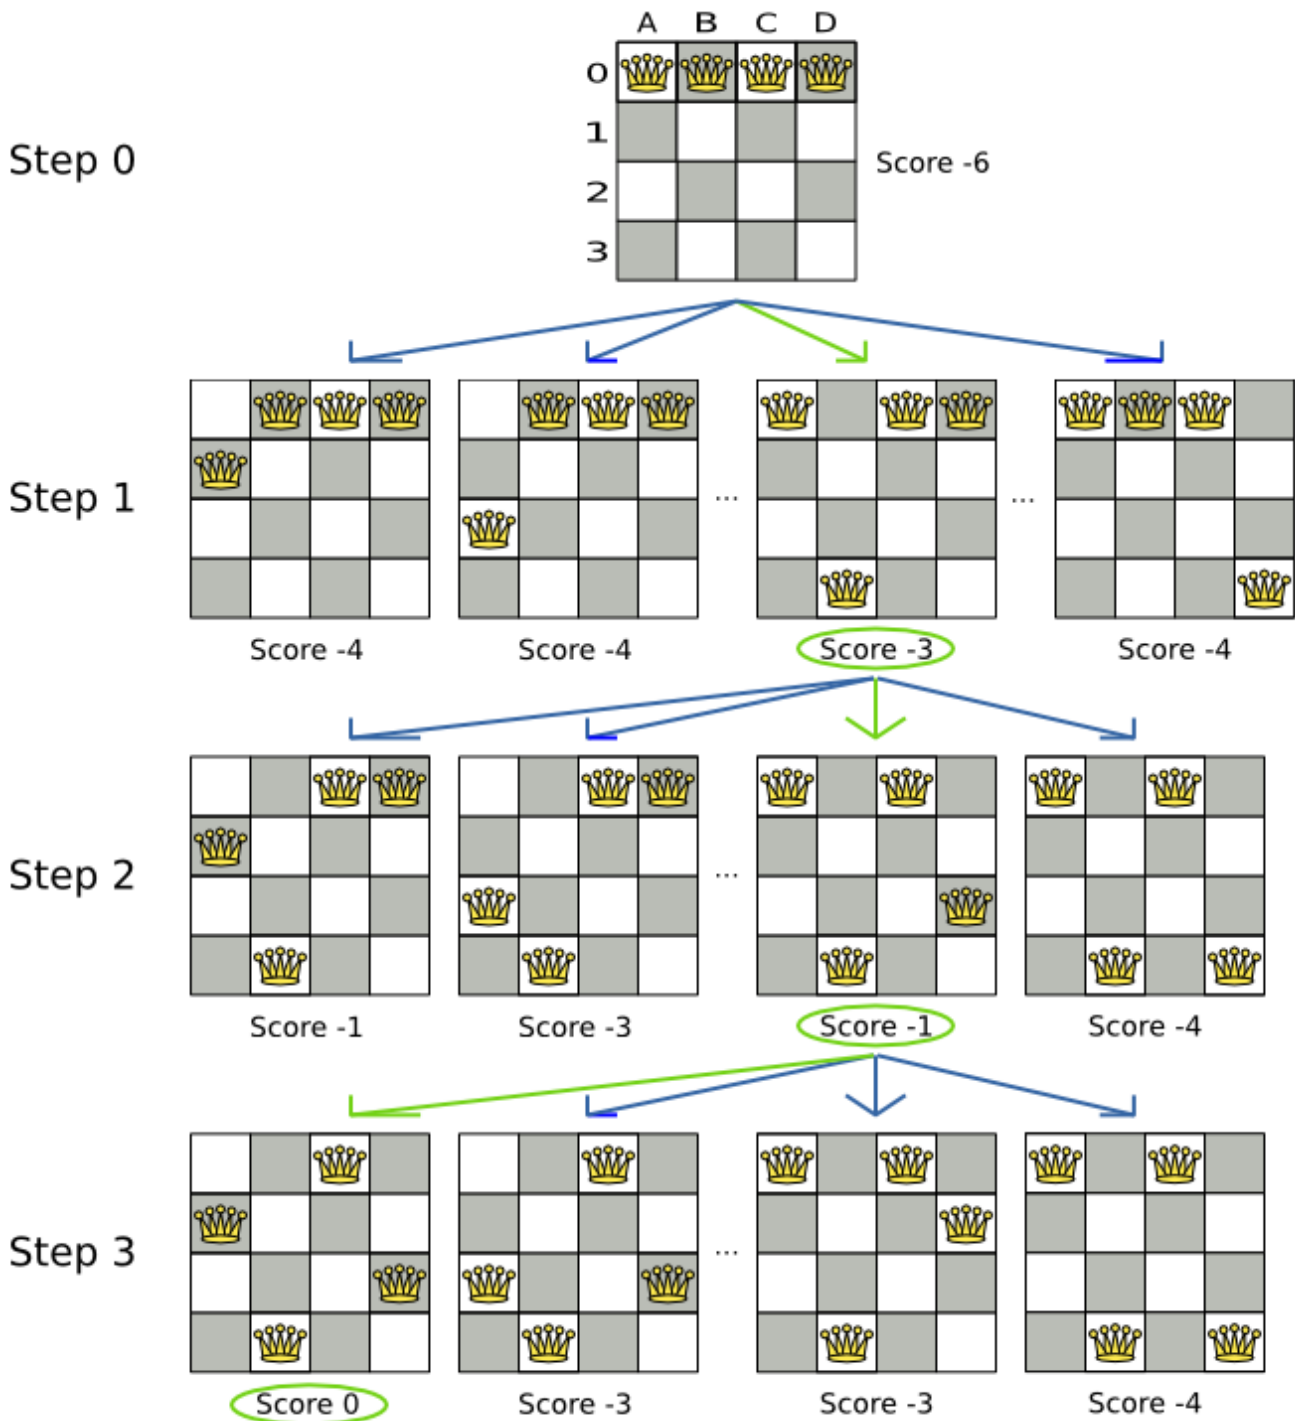 A B C D
0
1
Step 0
Score -6
2
3
Step 1
...
...
Score -4
Score -4
Score -3
Score -4
Step 2
...
Score -1
Score -3
Score -1
Score -4
Step 3
...
Score 0
Score -3
Score -3
Score -4